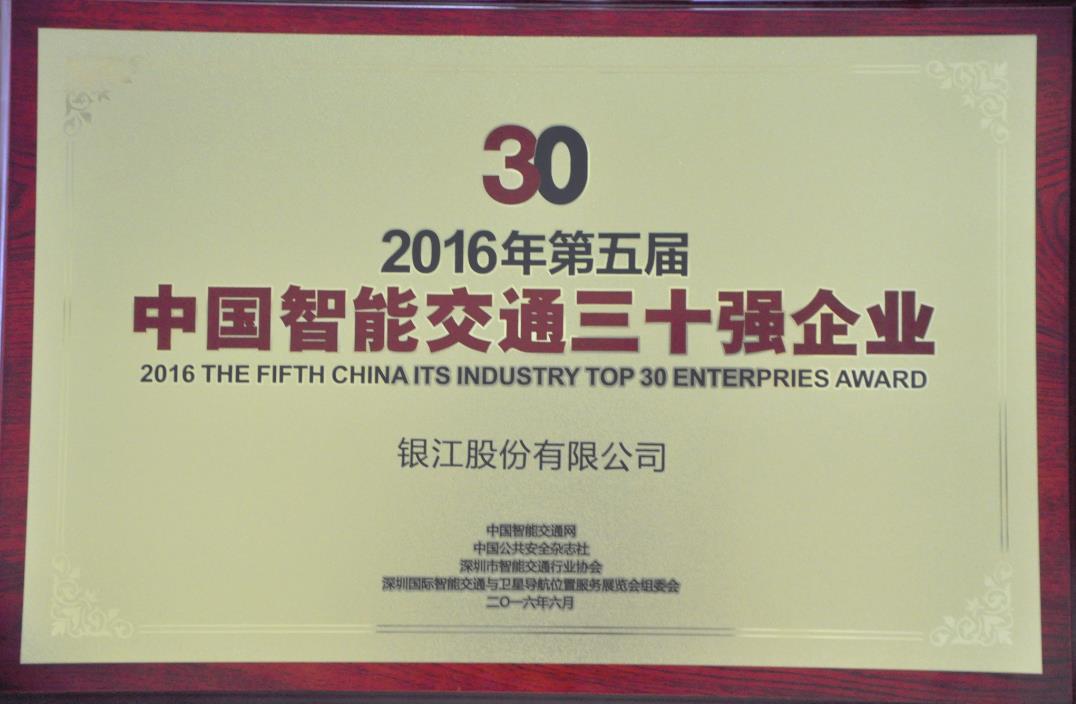 30
2016年第五届
中国智能交通三十强企业
2016 THE FIFTH CHINA ITS INDUSTRY TOP 30 ENTERPRIES AWARD
银江股份有限公司
中国智能交通网
中国公共安全杂志社
深圳市智能交通行业协会
深圳国际智能交通与卫星导航位置服务展览会组委会
二〇一六年六月